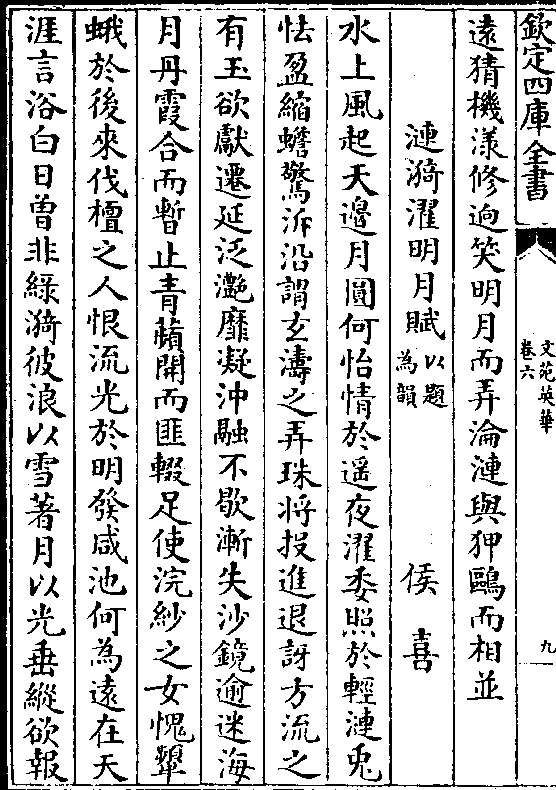 欽定四庫全書
文苑英華
卷六
九
遠猜機漾修逈笑明月而弄淪漣與狎鷗而相並
漣漪濯明月賦以題為韻
侯喜
水上風起天邊月圓何怡情於遥夜濯委照於輕漣兎
怯盈縮蟾驚泝沿謂玄濤之弄珠將投進退訝方流之
有玉欲獻遷延泛灔靡凝沖融不歇漸失沙鏡逾迷海
月丹霞合而暫止青蘋開而匪輟足使浣紗之女愧顰
蛾於後來伐檀之人恨流光於明發咸池何為遠在天
涯言浴白日曽非綠漪彼浪以雪著月以光垂縱欲報